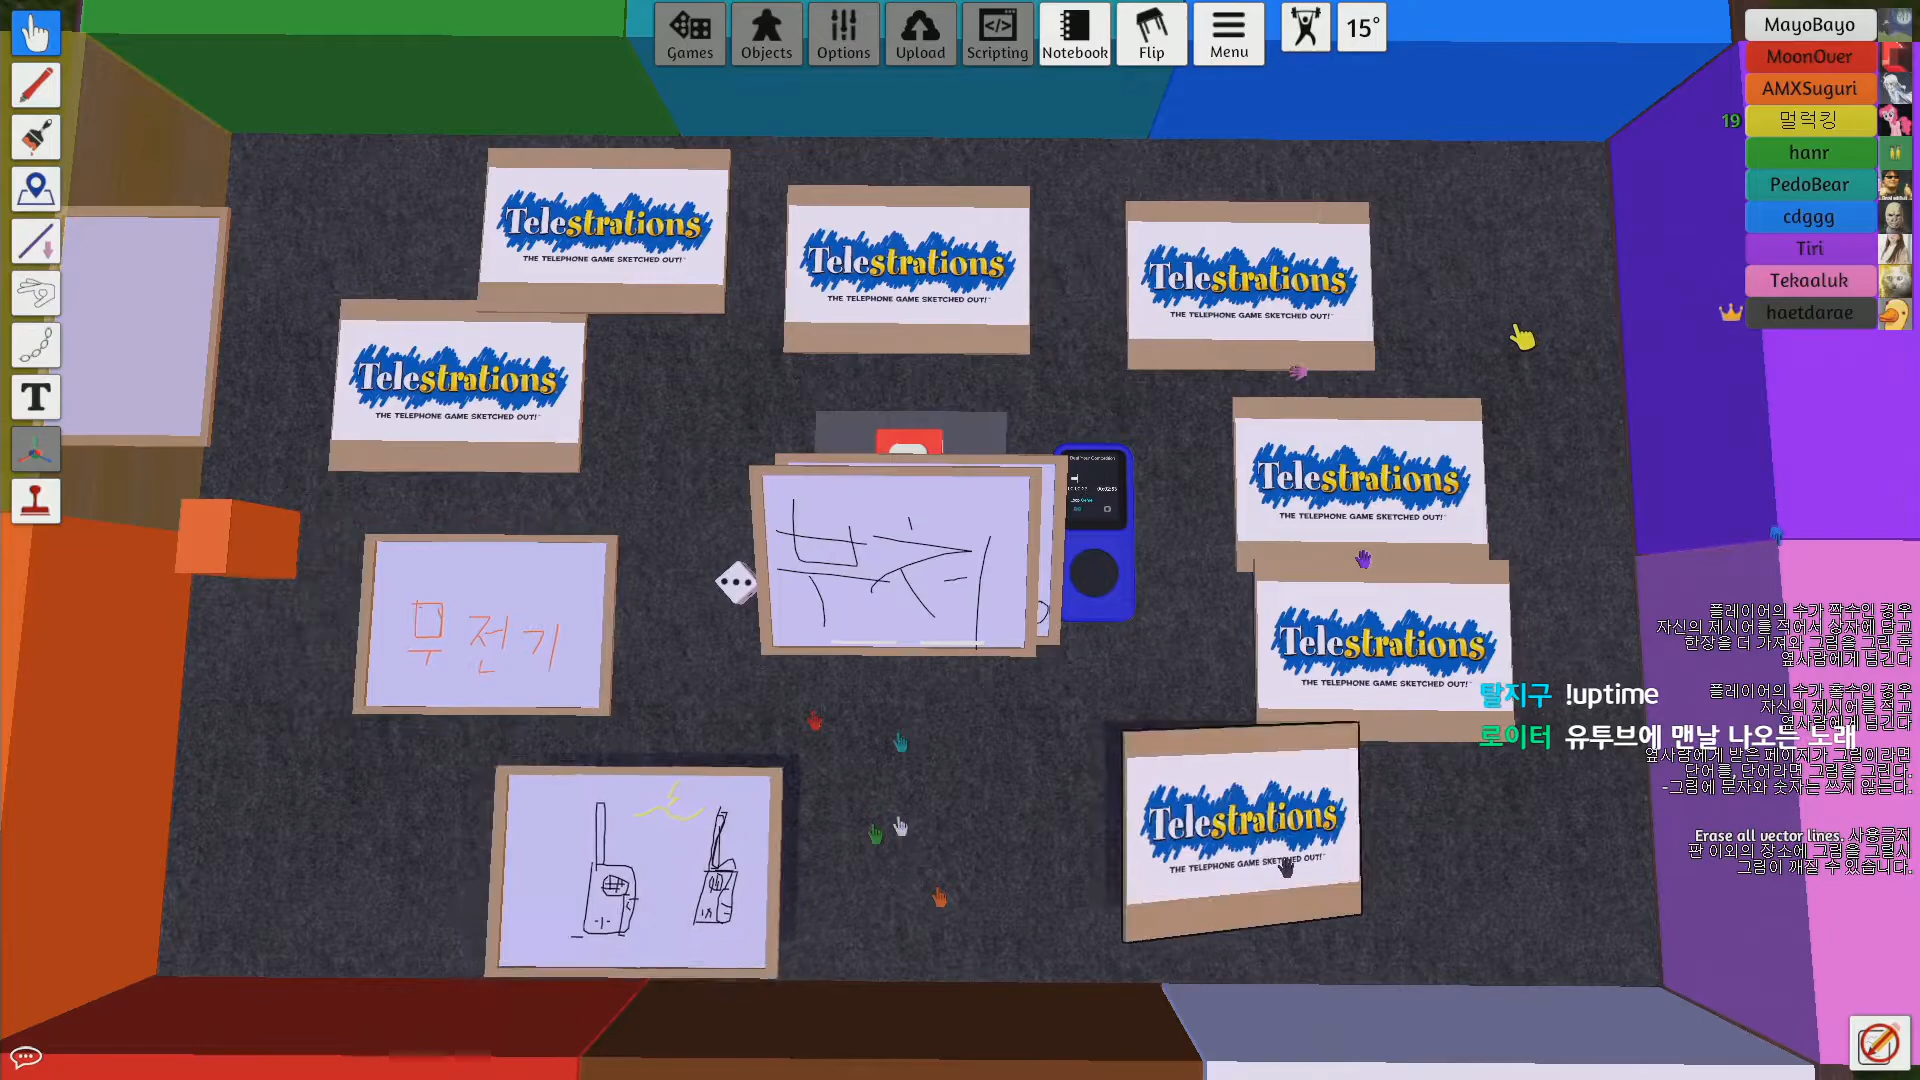 Games
Objects
Options
Upload
Scripting
Notebook
Flip
Menu
15°
MayoBayo
MoonOver
AMXSuguri
19
멀럭킹
hanr
PedoBear
cdggg
Tiri
Tekaaluk
haetdarae
Telestrations
THE TELEPHONE GAME SKETCHED OUT!
Telestrations
THE TELEPHONE GAME SKETCHED OUT!
Telestrations
THE TELEPHONE GAME SKETCHED OUT!
Telestrations
THE TELEPHONE GAME SKETCHED OUT!
Telestrations
THE TELEPHONE GAME SKETCHED OUT!
Telestrations
THE TELEPHONE GAME SKETCHED OUT!
Telestrations
THE TELEPHONE GAME SKETCHED OUT!
무전기
T
플레이어의 수가 짝수인 경우
자신의 제시어를 적어서 상자에 담고
한장을 더 가져와 그림을 그린 후
옆사람에게 넘긴다
플레이어의 수가 홀수인 경우
자신의 제시어를 적고
옆사람에게 넘긴다
탈지구 !uptime
로이터 유투브에 맨날 나오는 노래
옆사람에게 받은 페이지가 그림이라면
단어를, 단어라면 그림을 그린다.
-그림에 문자와 숫자는 쓰지 않는다.
Erase all vector lines. 사용금지
판 이외의 장소에 그림을 그릴시
그림이 깨질 수 있습니다.